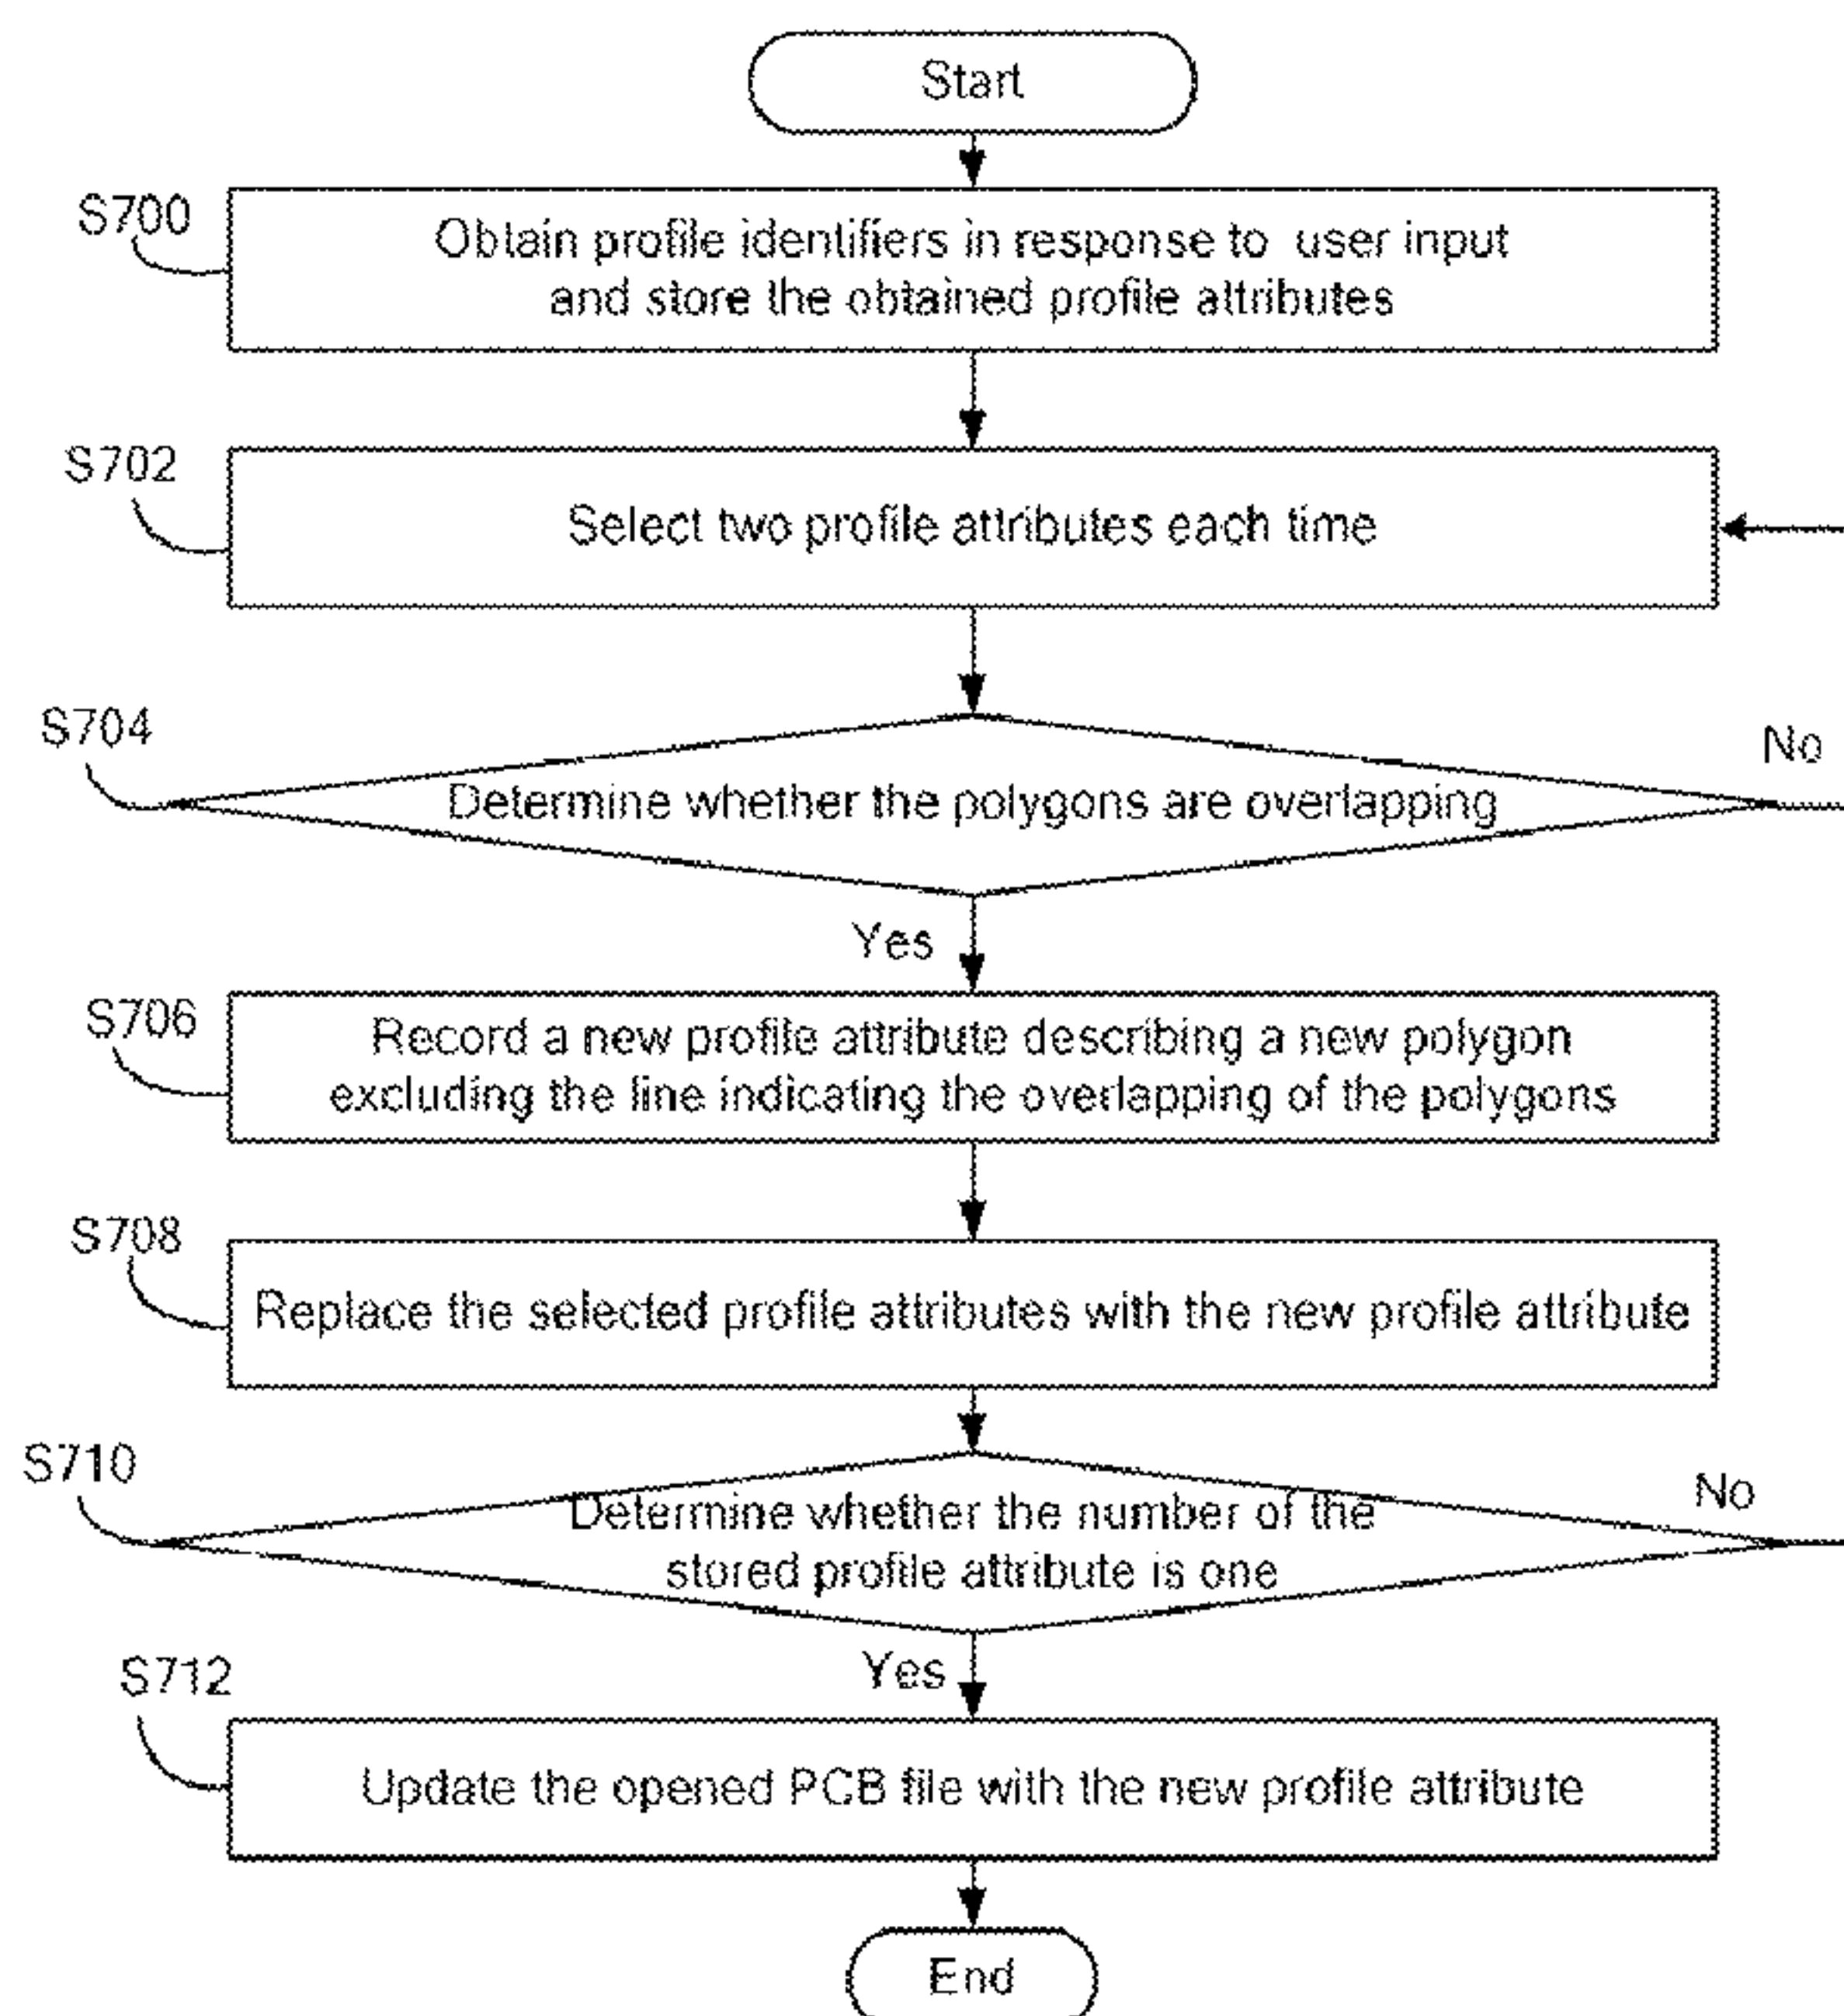 Start
S700
Obtain profile identifiers in response to user input
and store the obtained profile attributes
S702
Select two profile attributes each time
S704
No
Determine whether the polygons are overlapping
Yes
S706
Record a new profile attribute describing a new polygon
excluding the line indicating the overlapping of the polygons
S708
Replace the selected profile attributes with the new profile attribute
S710
No
Determine whether the number of the
stored profile attribute is one
Yes
S712
Update the opened PCB file with the new profile attribute
End